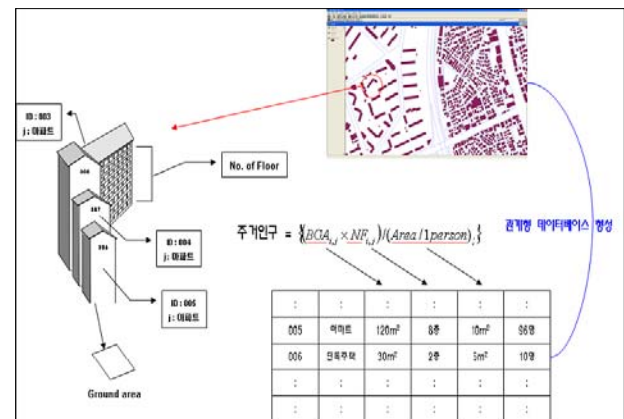 ID : 003
j : 아파트
No. of Floor
ID : 004
j : 아파트
ID : 005
j : 아파트
Ground area
주거인구 = {(BGA i,j × NF i,j)/(Area/1person) j}
관계형 데이터베이스 형성
: : : : :
005 아파트 120m² 8층 10m² 96명
006 단독주택 30m² 2층 5m² 10명
: : : : :
: : : : :